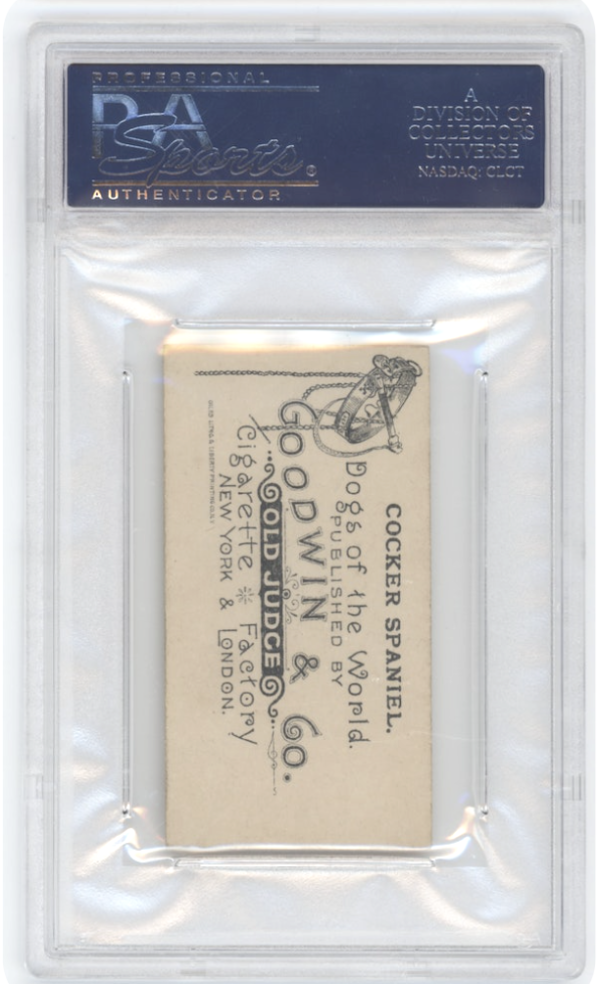 PROFESSIONAL
PSA
Sports®
AUTHENTICATOR
A
DIVISION OF
COLLECTORS
UNIVERSE
NASDAQ: CLCT
COCKER SPANIEL.
Dogs of the World.
PUBLISHED BY
GOODWIN & Co.
OLD JUDGE
Cigarette Factory
NEW YORK & LONDON.